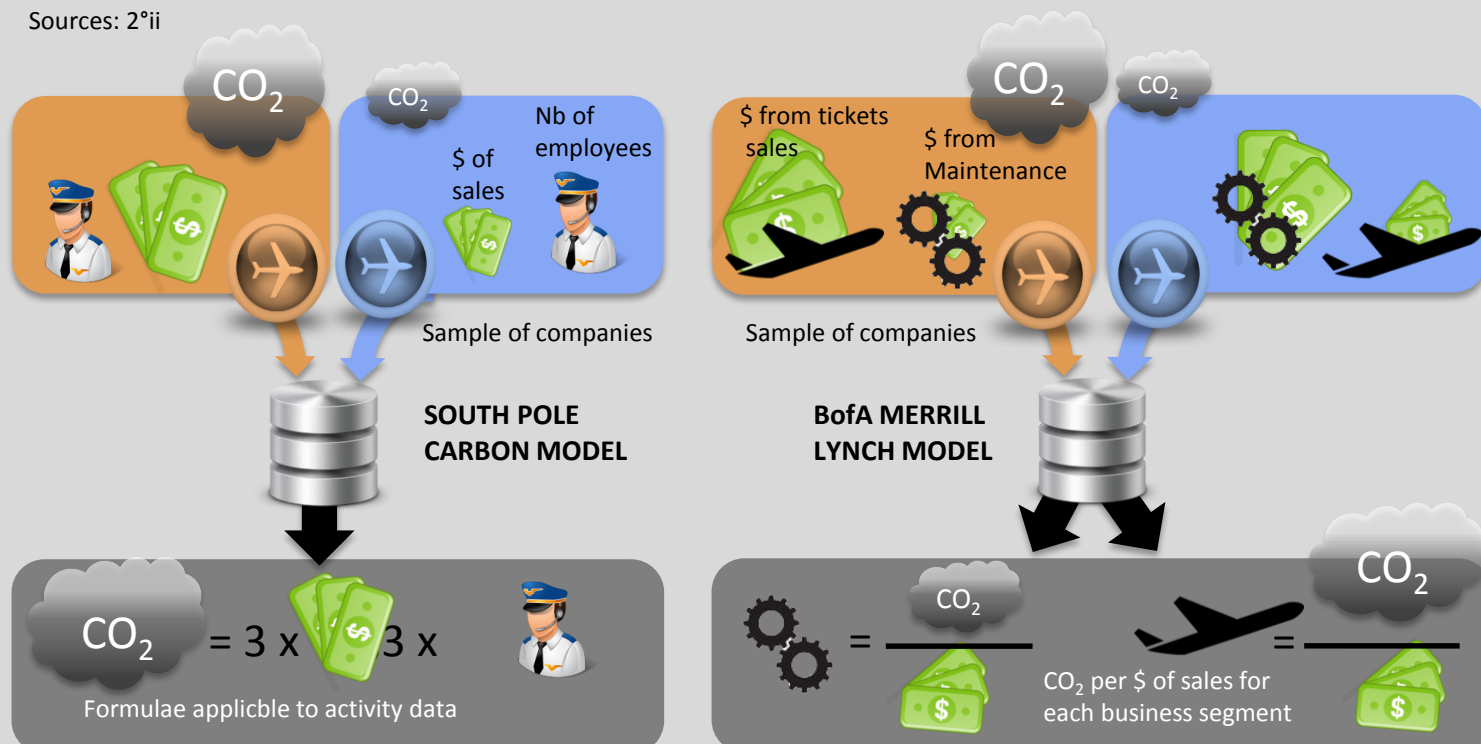 Sources: 2°ii
CO2
CO2
Nb of
employees
$ of
sales
$
$
Sample of companies
SOUTH POLE
CARBON MODEL
CO2 = 3 x $ 3 x
Formulae applicble to activity data
CO2
CO2
$ from tickets
sales
$ from
Maintenance
$
$
$
Sample of companies
BofA MERRILL
LYNCH MODEL
CO2
=
$
CO2
=
$
CO2 per $ of sales for
each business segment